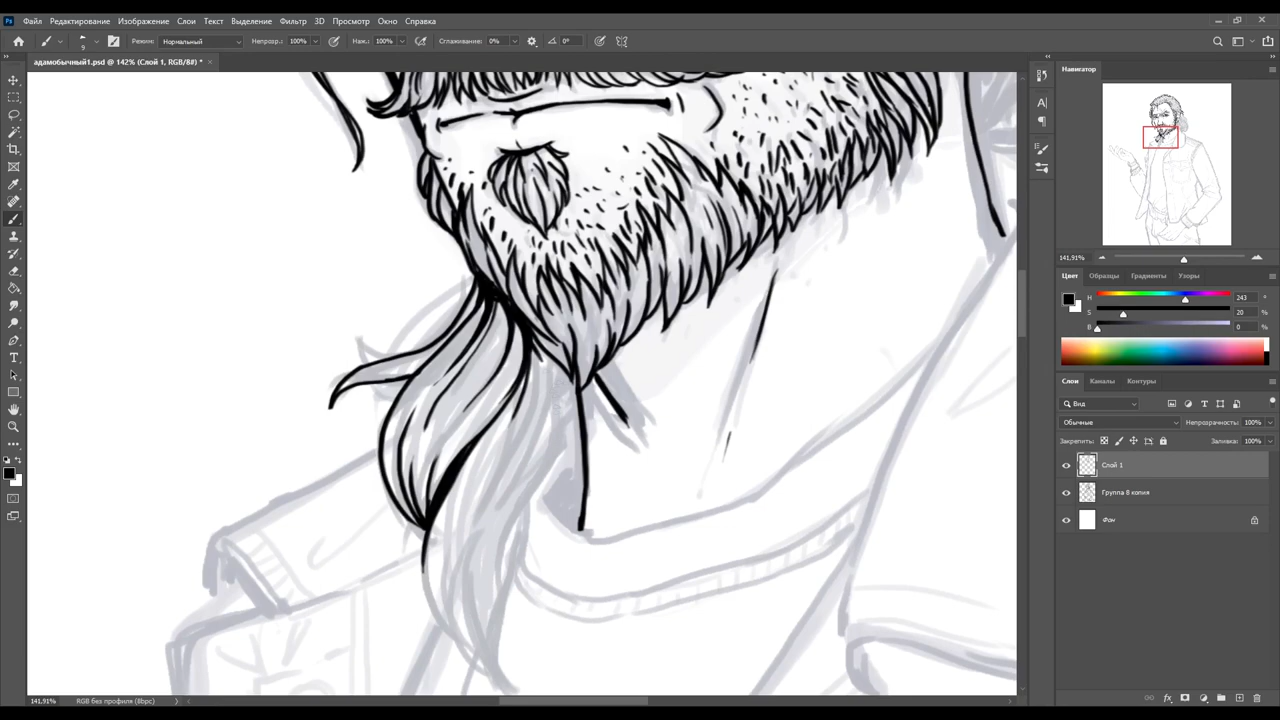 Ps Файл Редактирование Изображение Слои Текст Выделение Фильтр 3D Просмотр Окно Справка
9 Режим: Нормальный Непрозр.: 100% Наж.: 100% Сглаживание: 0% 0°
адамобычный1.psd @ 142% (Слой 1, RGB/8#) * ×
Навигатор
141,91%
Цвет Образцы Градиенты Узоры
H 243 °
S 20 %
B 0 %
Слои Каналы Контуры
Вид
Обычные Непрозрачность: 100%
Закрепить: Заливка: 100%
Слой 1
Группа 8 копия
Фон
141,91% RGB без профиля (8bpc)